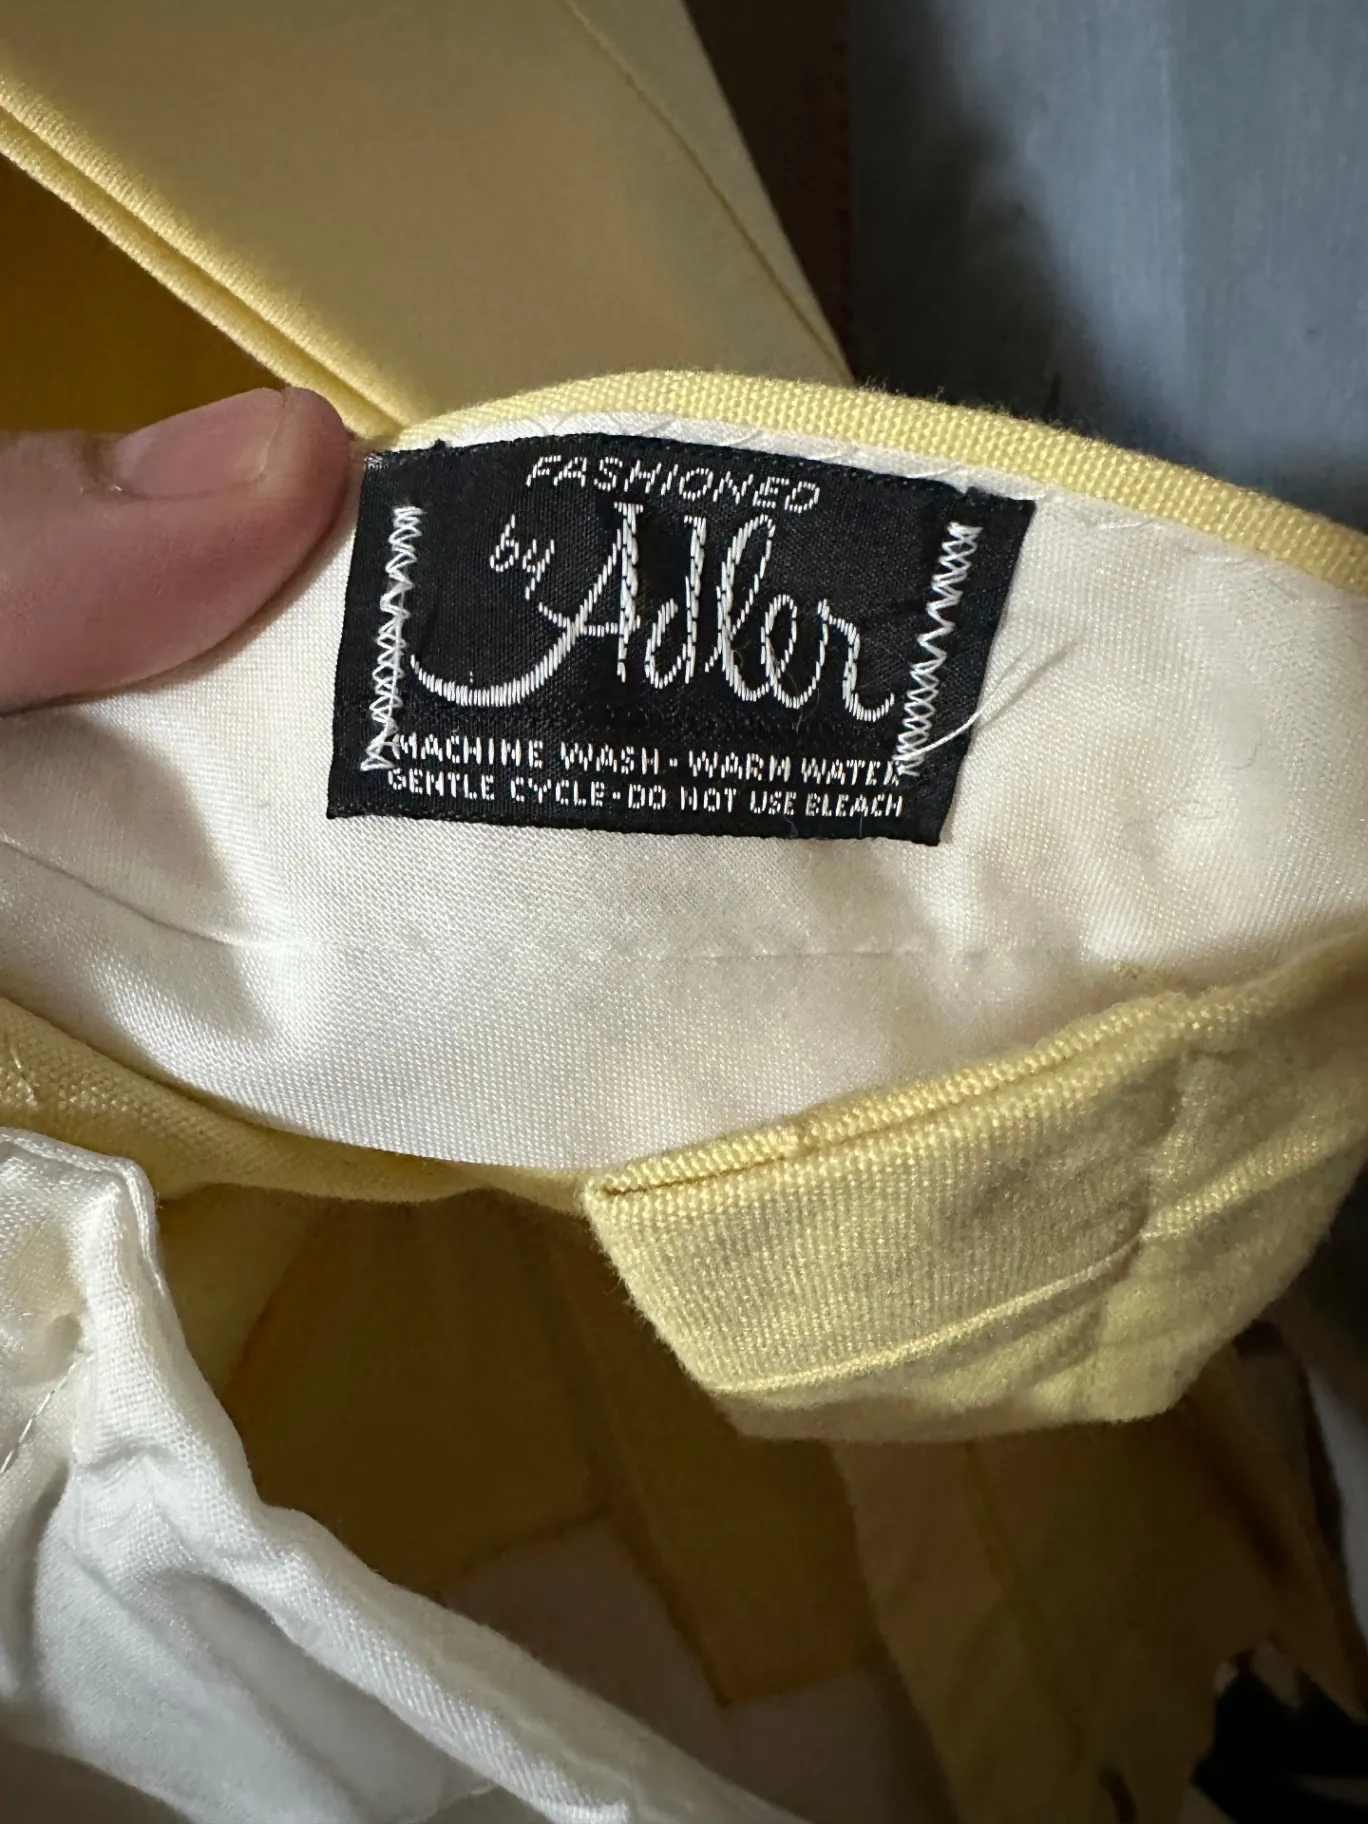 FASHIONED
by Adler
MACHINE WASH-WARM WATER
GENTLE CYCLE-DO NOT USE BLEACH